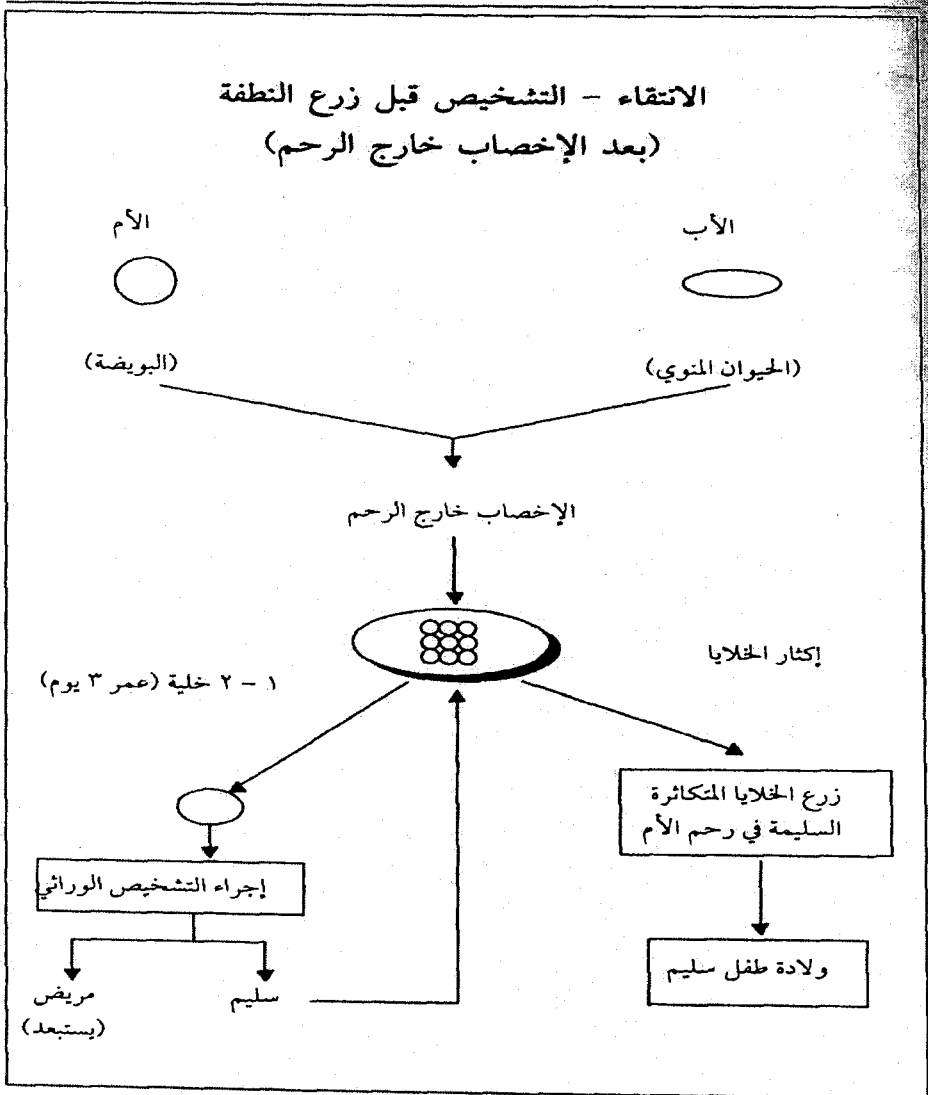 الانتقاء – التشخيص قبل زرع النطفة
(بعد الإخصاب خارج الرحم)
الأب
الأم
(الحيوان المنوي)
(البويضة)
الإخصاب خارج الرحم
إكثار الخلايا
١ – ٢ خلية (عمر ٣ يوم)
زرع الخلايا المتكاثرة
السليمة في رحم الأم
إجراء التشخيص الوراثي
ولادة طفل سليم
سليم
مريض
(يستبعد)